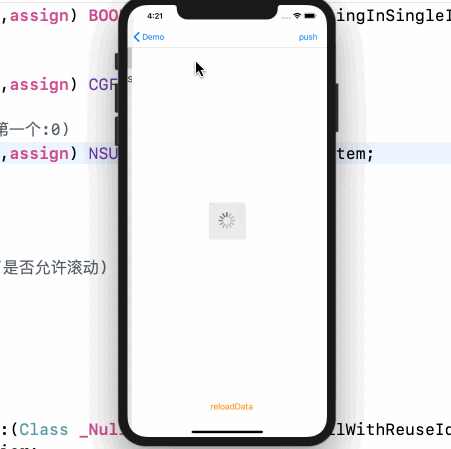 ,assign) BOO
ingInSingleI
4:21
Demo
push
s
,assign) CGF
第一个:0)
,assign) NSU
tem;
是否允许滚动)
reloadData
:(Class _Nul
llWithReuseId